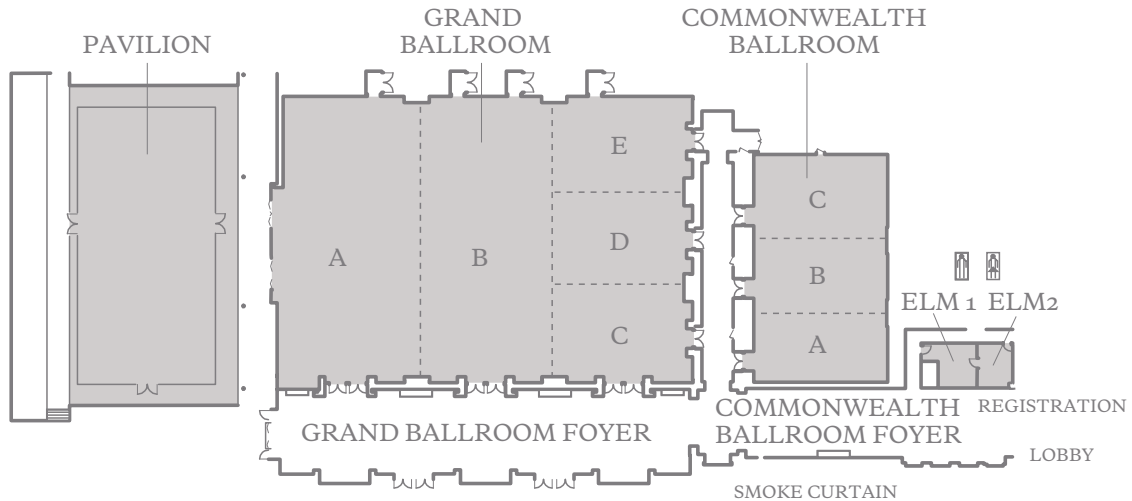 PAVILION
GRAND
BALLROOM
COMMONWEALTH
BALLROOM
E
C
D
A
B
B
C
A
ELM 1
ELM2
COMMONWEALTH
BALLROOM FOYER
REGISTRATION
GRAND BALLROOM FOYER
LOBBY
SMOKE CURTAIN